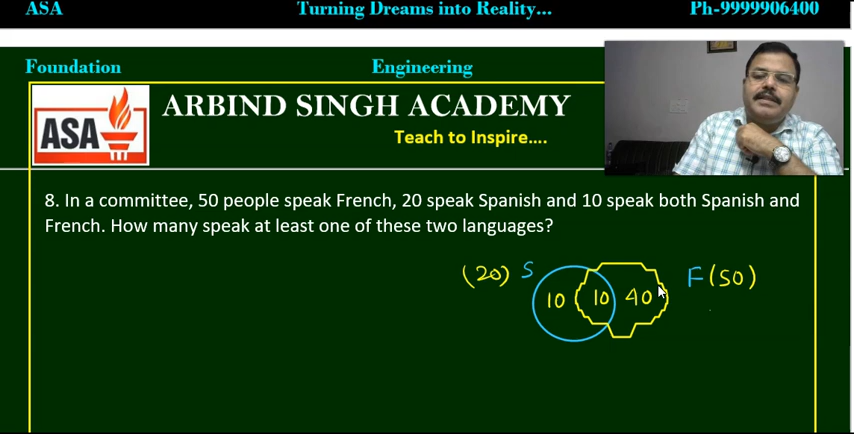 ASA Turning Dreams into Reality... Ph-9999906400
Foundation Engineering
ASA ARBIND SINGH ACADEMY
Teach to Inspire....
8. In a committee, 50 people speak French, 20 speak Spanish and 10 speak both Spanish and
French. How many speak at least one of these two languages?
(20) S F(50)
10 10 40